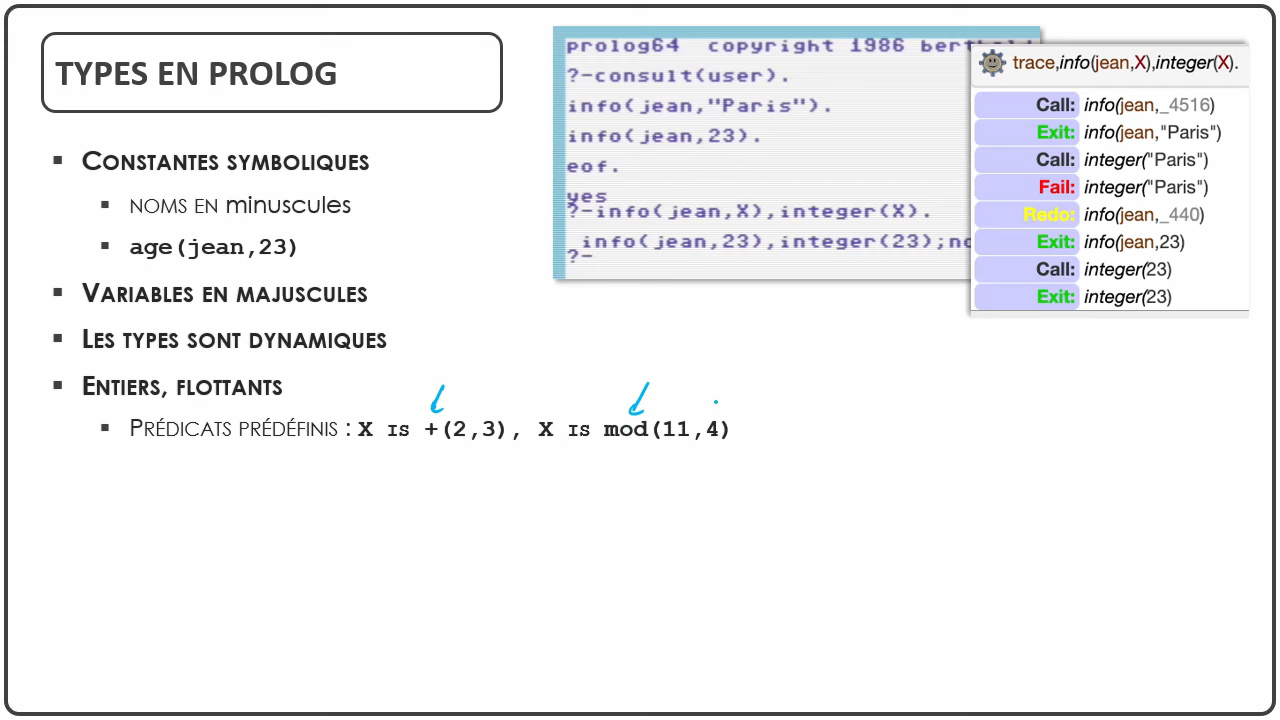 TYPES EN PROLOG
CONSTANTES SYMBOLIQUES
NOMS EN minuscules
age(jean,23)
VARIABLES EN MAJUSCULES
LES TYPES SONT DYNAMIQUES
ENTIERS, FLOTTANTS
PRÉDICATS PRÉDÉFINIS : X IS +(2,3), X IS mod(11,4)
prolog64 copyright 1986
?-consult(user).
info(jean,"Paris").
info(jean,23).
eof.
yes
?-info(jean,X),integer(X).
info(jean,23),integer(23);
?-
trace,info(jean,X),integer(X).
Call: info(jean,_4516)
Exit: info(jean,"Paris")
Call: integer("Paris")
Fail: integer("Paris")
Redo: info(jean,_440)
Exit: info(jean,23)
Call: integer(23)
Exit: integer(23)